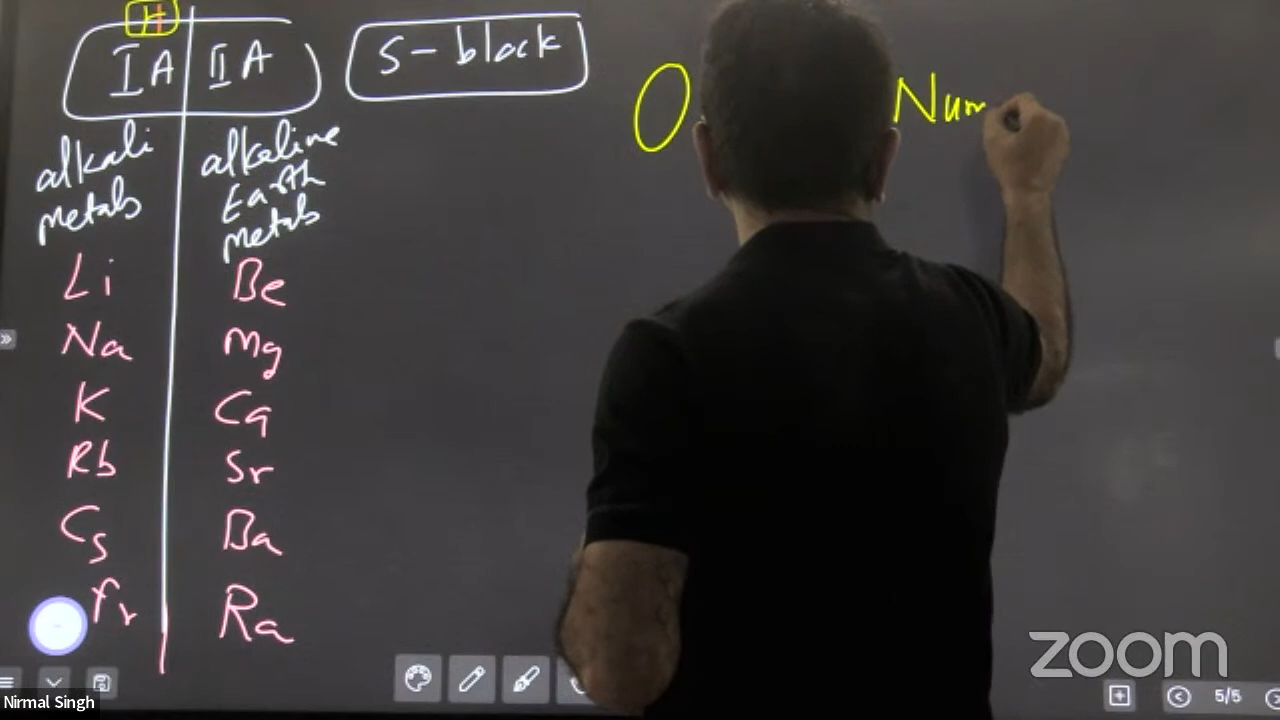 H
IA IIA S-block
alkali alkaline
metals Earth
metals
O Num
Li Be
Na Mg
K Ca
Rb Sr
Cs Ba
Fr Ra
zoom
Nirmal Singh
5/5